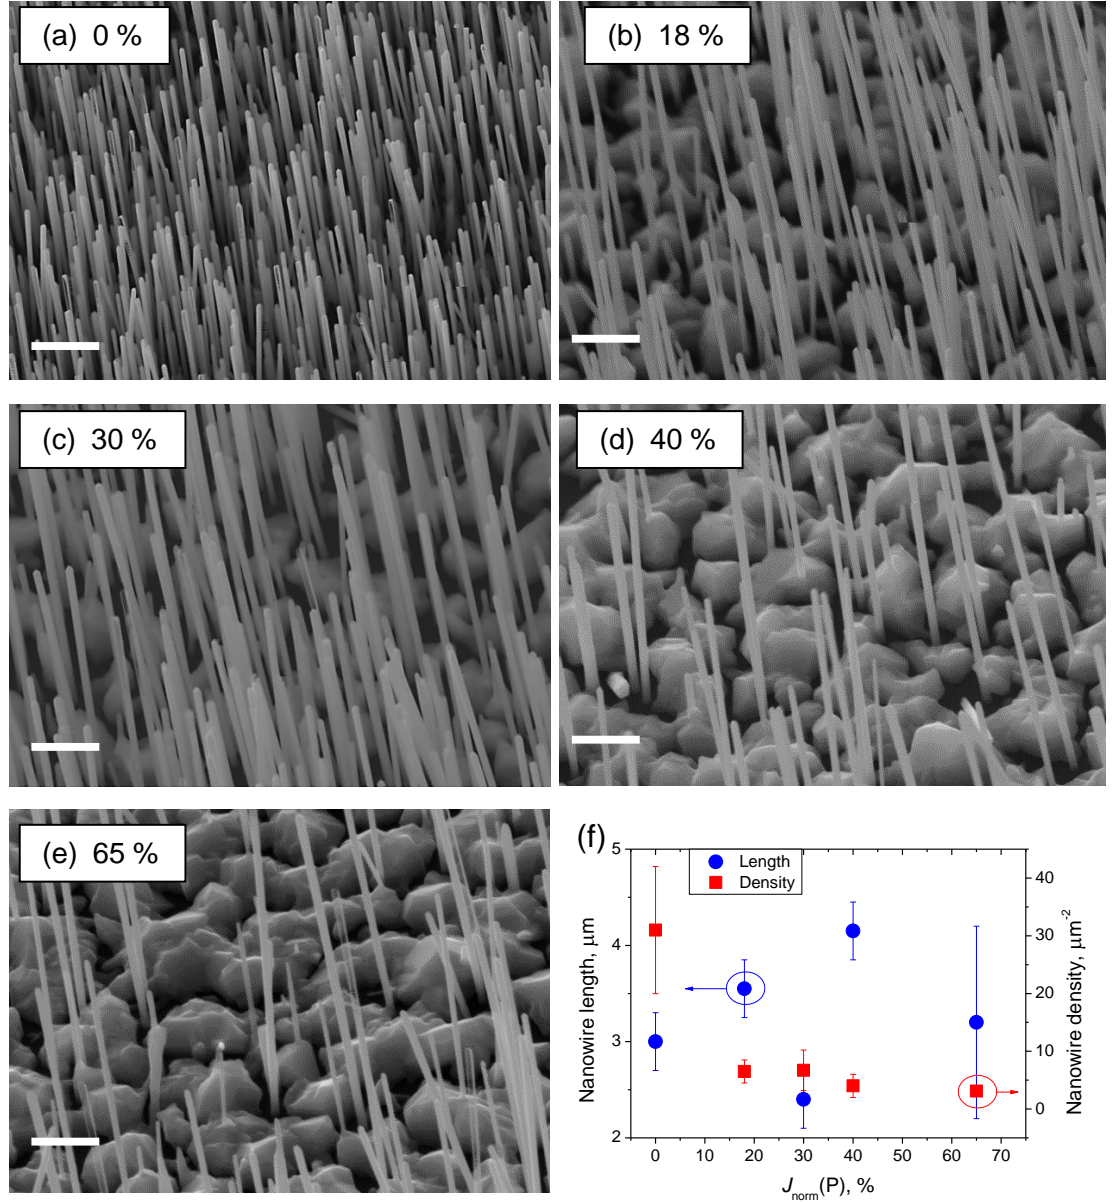 (a) 0 %
(b) 18 %
(c) 30 %
(d) 40 %
(e) 65 %
(f)
Length
Density
5
4
3
2
40
30
20
10
0
0 10 20 30 40 50 60 70
Nanowire length, μm
Nanowire density, μm⁻²
J_norm(P), %